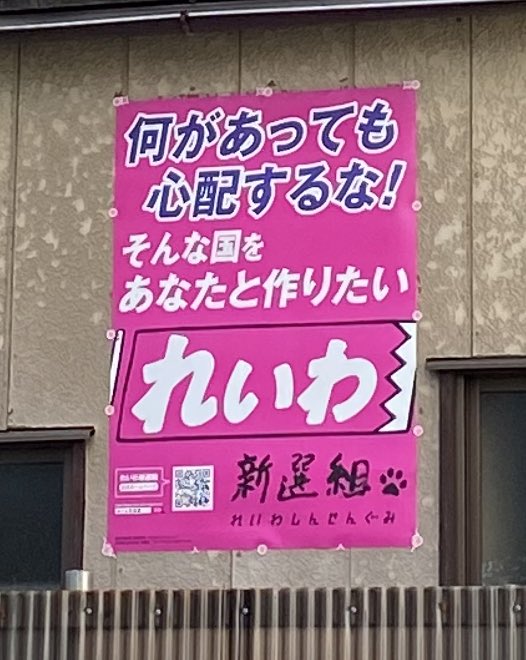 何があっても
心配するな!
そんな国を
あなたと作りたい
れいわ
新選組
れいわしんせんぐみ